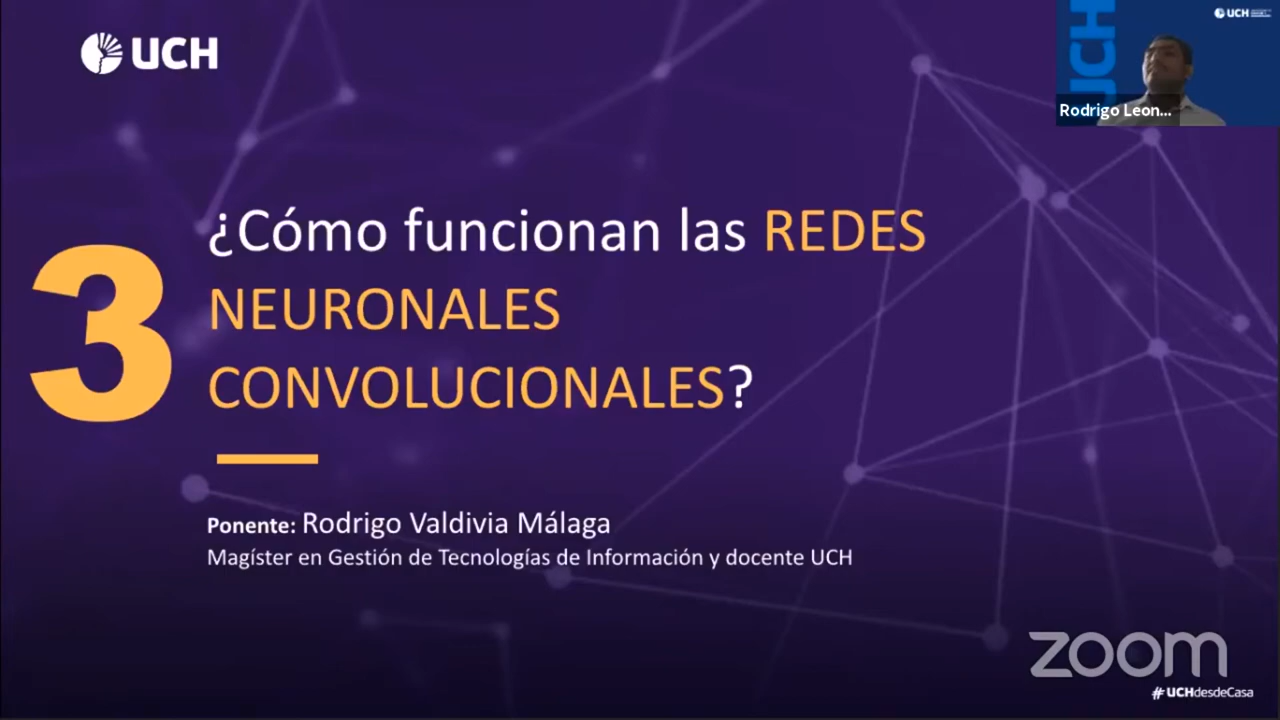 UCH
UCH
UCH
Rodrigo Leon...
3
¿Cómo funcionan las REDES
NEURONALES
CONVOLUCIONALES?
Ponente: Rodrigo Valdivia Málaga
Magíster en Gestión de Tecnologías de Información y docente UCH
zoom
#UCHdesdeCasa